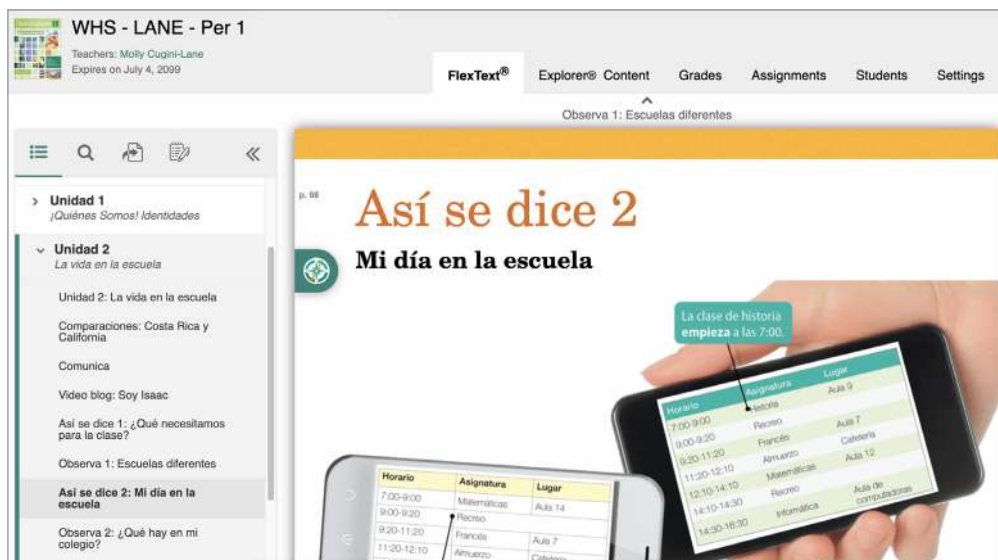 WHS - LANE - Per 1
Teachers: Molly Cugini-Lane
Expires on July 4, 2099
FlexText®
Explorer® Content
Grades
Assignments
Students
Settings
Observa 1: Escuelas diferentes
Unidad 1
¡Quiénes Somos! Identidades
Unidad 2
La vida en la escuela
Unidad 2: La vida en la escuela
Comparaciones: Costa Rica y
California
Comunica
Video blog: Soy Isaac
Así se dice 1: ¿Qué necesitamos
para la clase?
Observa 1: Escuelas diferentes
Así se dice 2: Mi día en la
escuela
Observa 2: ¿Qué hay en mi
colegio?
p. 98
Así se dice 2
Mi día en la escuela
La clase de historia
empieza a las 7:00.
Horario Asignatura Lugar
7:00-9:00 Historia Aula 9
9:00-9:20 Recreo
9:20-11:20 Francés Aula 7
11:20-12:10 Almuerzo Cafetería
12:10-14:10 Matemáticas Aula 12
14:10-14:30 Recreo
14:30-16:30 Informática Aula de
computadoras
Horario Asignatura Lugar
7:00-9:00 Matemáticas Aula 14
9:00-9:20 Recreo
9:20-11:20 Francés Aula 7
11:20-12:10 Almuerzo Cafetería